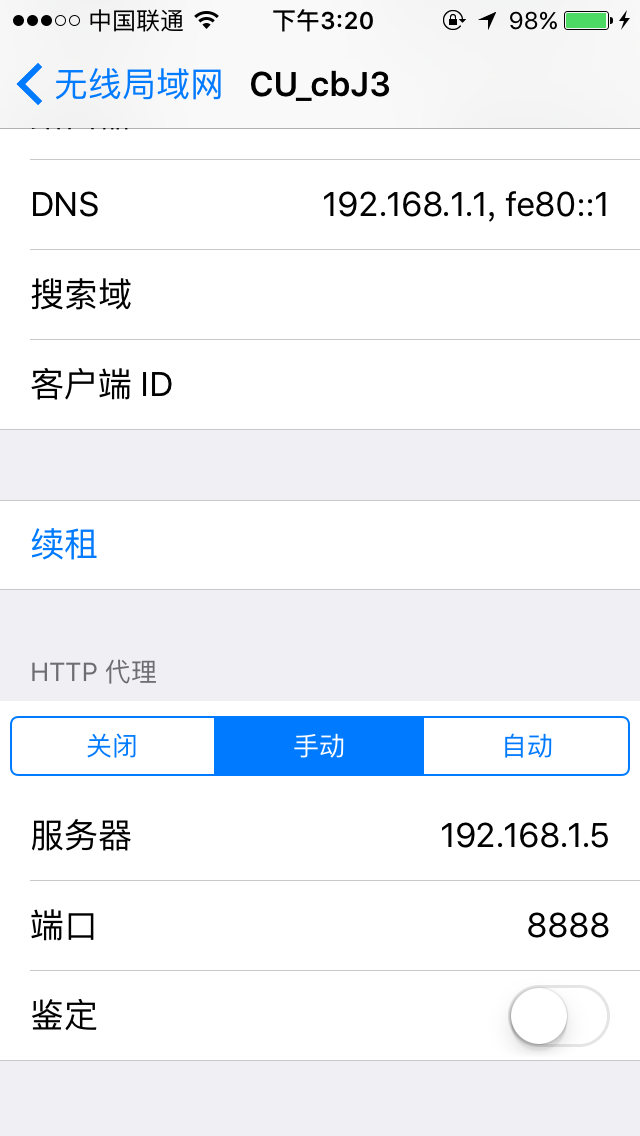 中国联通 下午3:20 98%
无线局域网 CU_cbJ3
DNS 192.168.1.1, fe80::1
搜索域
客户端 ID
续租
HTTP 代理
关闭 手动 自动
服务器 192.168.1.5
端口 8888
鉴定